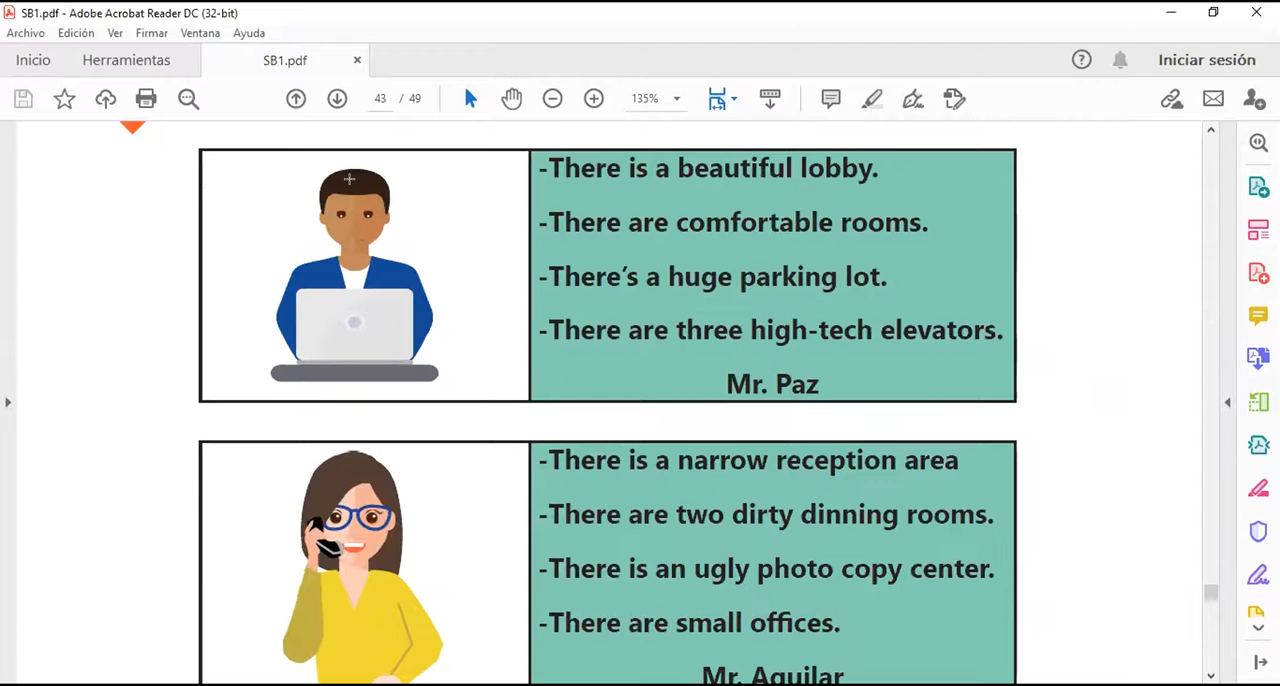 SB1.pdf - Adobe Acrobat Reader DC (32-bit)
Archivo Edición Ver Firmar Ventana Ayuda
Inicio Herramientas SB1.pdf Iniciar sesión
43 / 49 135%
-There is a beautiful lobby.
-There are comfortable rooms.
-There’s a huge parking lot.
-There are three high-tech elevators.
Mr. Paz
-There is a narrow reception area
-There are two dirty dinning rooms.
-There is an ugly photo copy center.
-There are small offices.
Mr. Aguilar